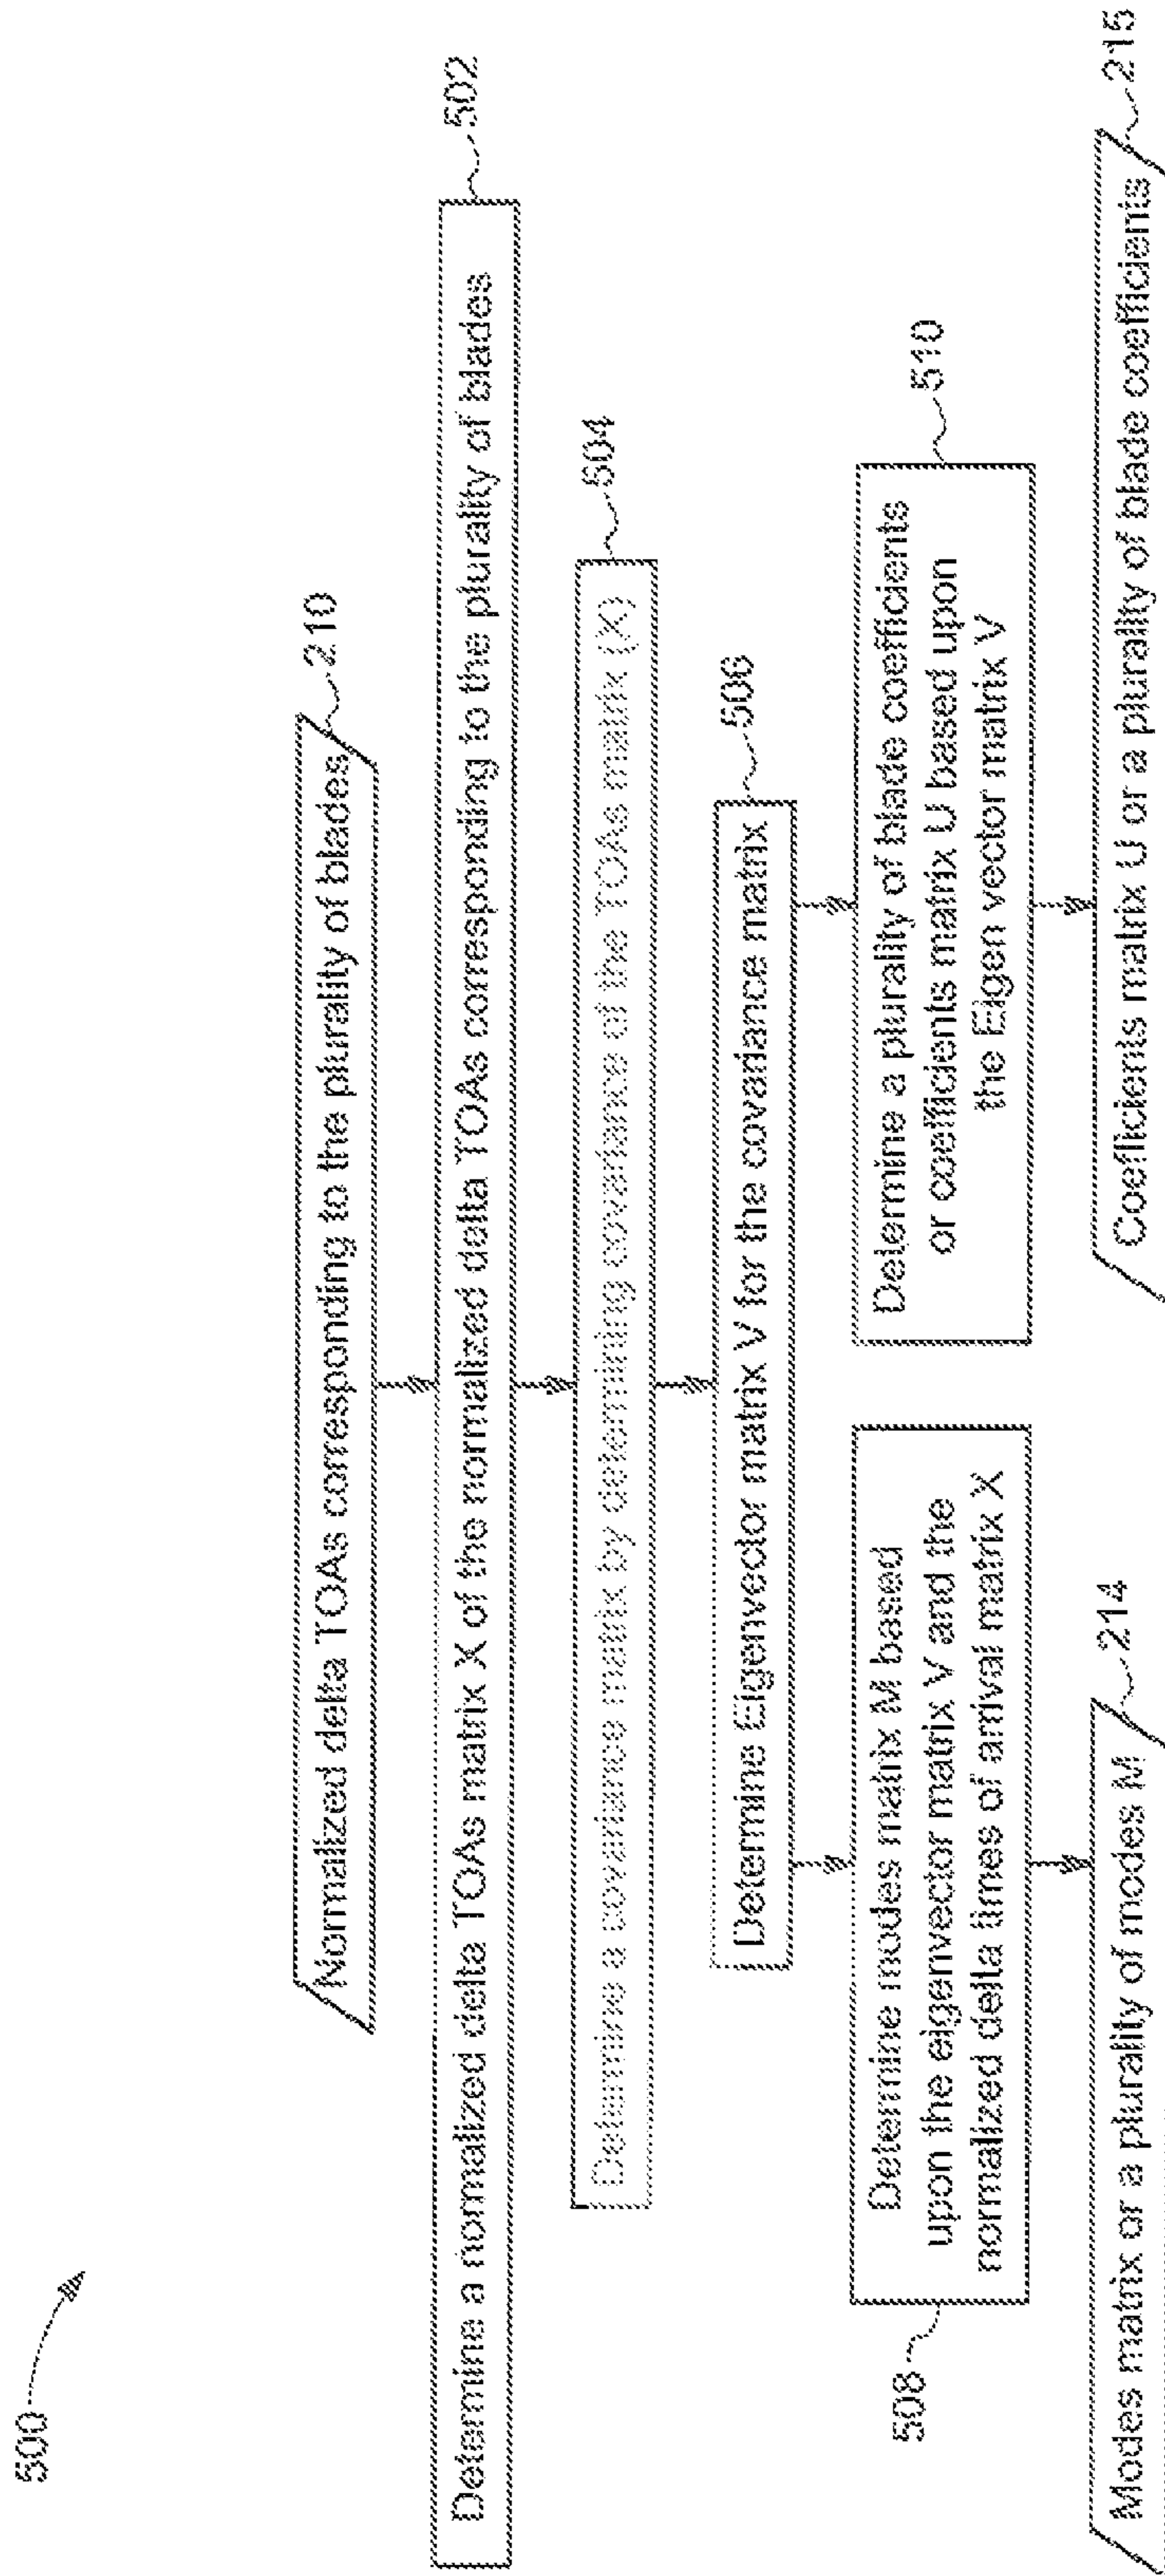 500
Normalized delta TOAs corresponding to the plurality of blades
210
Determine a normalized delta TOAs matrix X of the normalized delta TOAs corresponding to the plurality of blades
502
Determine a covariance matrix by determining covariance of the TOAs matrix (X)
504
Determine Eigenvector matrix V for the covariance matrix
506
Determine modes matrix M based
upon the eigenvector matrix V and the
normalized delta times of arrival matrix X
508
Determine a plurality of blade coefficients
or coefficients matrix U based upon
the Eigen vector matrix V
510
Modes matrix or a plurality of modes M
214
Coefficients matrix U or a plurality of blade coefficients
215